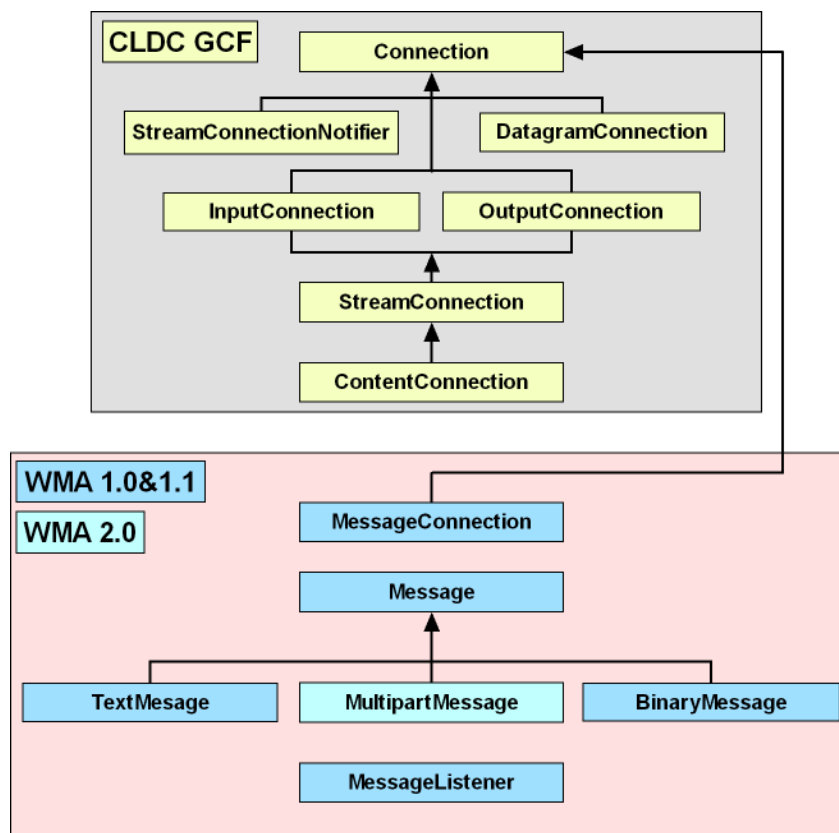 CLDC GCF
Connection
StreamConnectionNotifier
DatagramConnection
InputConnection
OutputConnection
StreamConnection
ContentConnection
WMA 1.0&1.1
WMA 2.0
MessageConnection
Message
TextMesage
MultipartMessage
BinaryMessage
MessageListener